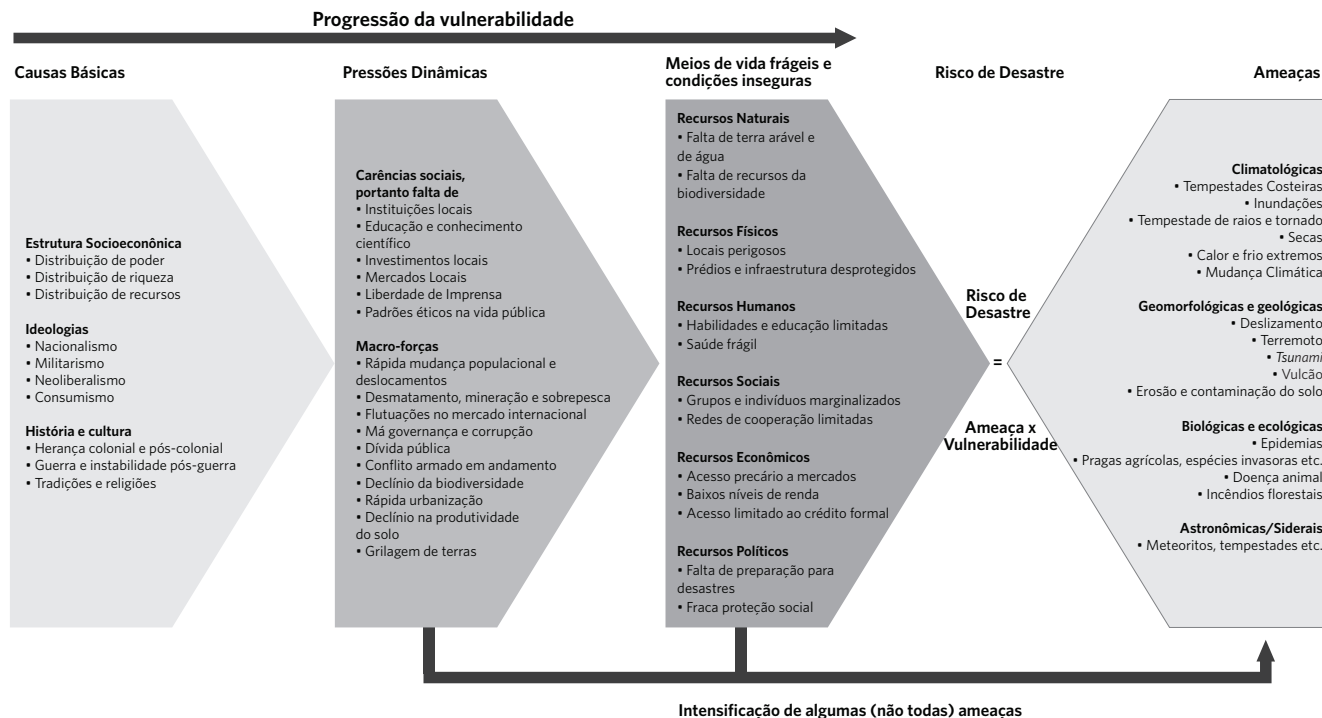 Progressão da vulnerabilidade
Causas Básicas
Estrutura Socioeconônica
• Distribuição de poder
• Distribuição de riqueza
• Distribuição de recursos
Ideologias
• Nacionalismo
• Militarismo
• Neoliberalismo
• Consumismo
História e cultura
• Herança colonial e pós-colonial
• Guerra e instabilidade pós-guerra
• Tradições e religiões
Pressões Dinâmicas
Carências sociais,
portanto falta de
• Instituições locais
• Educação e conhecimento
científico
• Investimentos locais
• Mercados Locais
• Liberdade de Imprensa
• Padrões éticos na vida pública
Macro-forças
• Rápida mudança populacional e
deslocamentos
• Desmatamento, mineração e sobrepesca
• Flutuações no mercado internacional
• Má governança e corrupção
• Dívida pública
• Conflito armado em andamento
• Declínio da biodiversidade
• Rápida urbanização
• Declínio na produtividade
do solo
• Grilagem de terras
Meios de vida frágeis e
condições inseguras
Recursos Naturais
• Falta de terra arável e
de água
• Falta de recursos da
biodiversidade
Recursos Físicos
• Locais perigosos
• Prédios e infraestrutura desprotegidos
Recursos Humanos
• Habilidades e educação limitadas
• Saúde frágil
Recursos Sociais
• Grupos e indivíduos marginalizados
• Redes de cooperação limitadas
Recursos Econômicos
• Acesso precário a mercados
• Baixos níveis de renda
• Acesso limitado ao crédito formal
Recursos Políticos
• Falta de preparação para
desastres
• Fraca proteção social
Risco de Desastre
Risco de
Desastre
=
Ameaça x
Vulnerabilidade
Ameaças
Climatológicas
• Tempestades Costeiras
• Inundações
• Tempestade de raios e tornado
• Secas
• Calor e frio extremos
• Mudança Climática
Geomorfológicas e geológicas
• Deslizamento
• Terremoto
• Tsunami
• Vulcão
• Erosão e contaminação do solo
Biológicas e ecológicas
• Epidemias
• Pragas agrícolas, espécies invasoras etc.
• Doença animal
• Incêndios florestais
Astronômicas/Siderais
• Meteoritos, tempestades etc.
Intensificação de algumas (não todas) ameaças